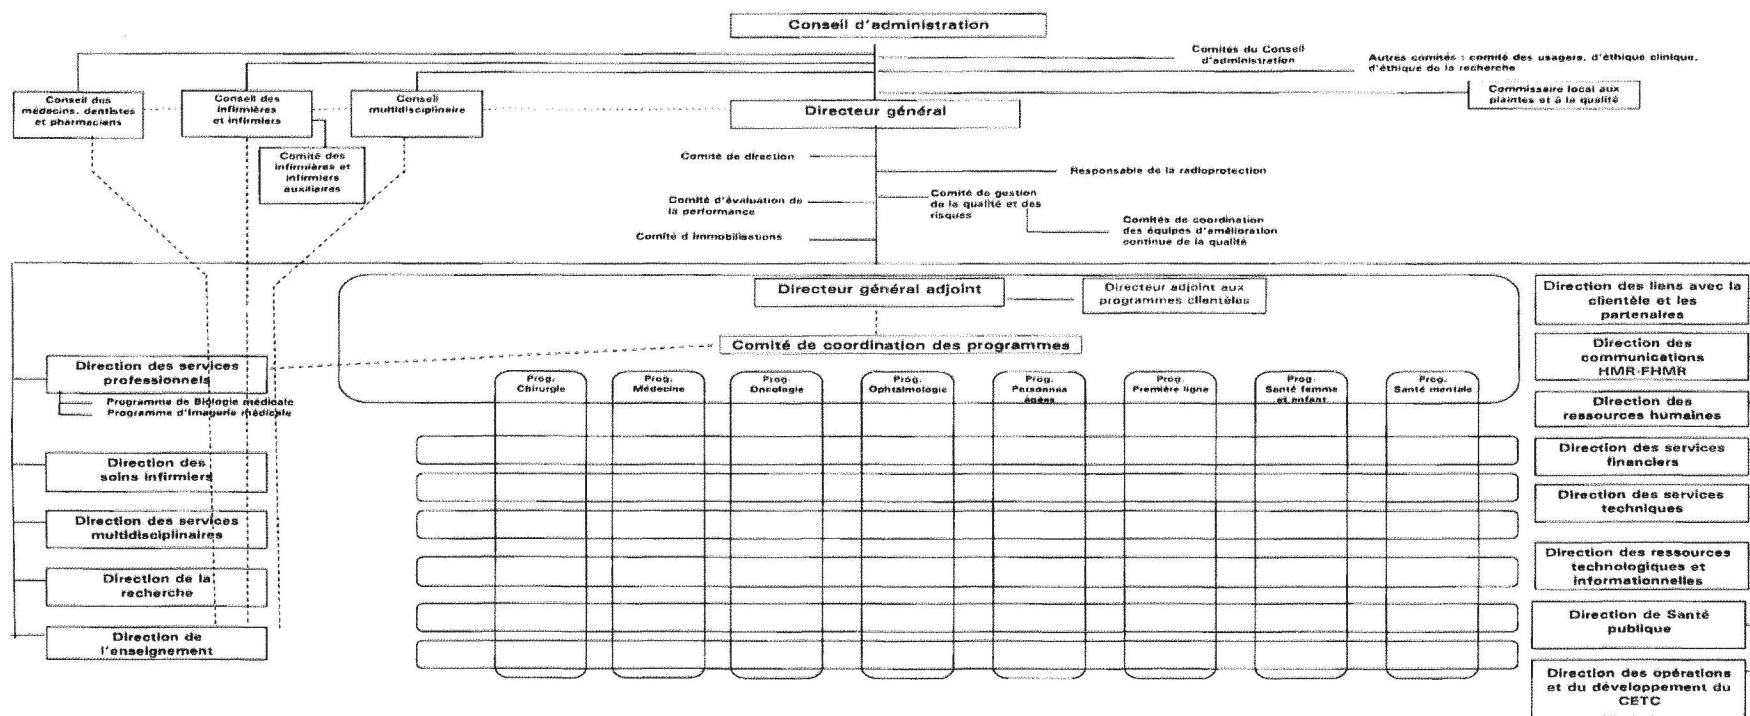 Conseil d'administration
Comités du Conseil
d'administration
Autres comités : comité des usagers, d'éthique clinique,
d'éthique de la recherche
Commissaire local aux
plaintes et à la qualité
Conseil des
médecins, dentistes
et pharmaciens
Conseil des
infirmières
et infirmiers
Conseil
multidisciplinaire
Directeur général
Comité des
infirmières et
infirmiers
auxiliaires
Comité de direction
Responsable de la radioprotection
Comité d'évaluation de
la performance
Comité de gestion
de la qualité et des
risques
Comités de coordination
des équipes d'amélioration
continue de la qualité
Comité d immobilisations
Directeur général adjoint
Directeur adjoint aux
programmes clientèles
Comité de coordination des programmes
Direction des services
professionnels
Programme de Biologie médicale
Programme d'Imagerie médicale
Direction des
soins infirmiers
Direction des services
multidisciplinaires
Direction de la
recherche
Direction de
l'enseignement
Prog.
Chirurgie
Prog.
Médecine
Prog.
Oncologie
Prog.
Ophtalmologie
Prog.
Personnes
âgées
Prog.
Première ligne
Prog.
Santé femme
et enfant
Prog.
Santé mentale
Direction des liens avec la
clientèle et les
partenaires
Direction des
communications
HMR-FHMR
Direction des
ressources humaines
Direction des services
financiers
Direction des services
techniques
Direction des ressources
technologiques et
informationnelles
Direction de Santé
publique
Direction des opérations
et du développement du
CETC